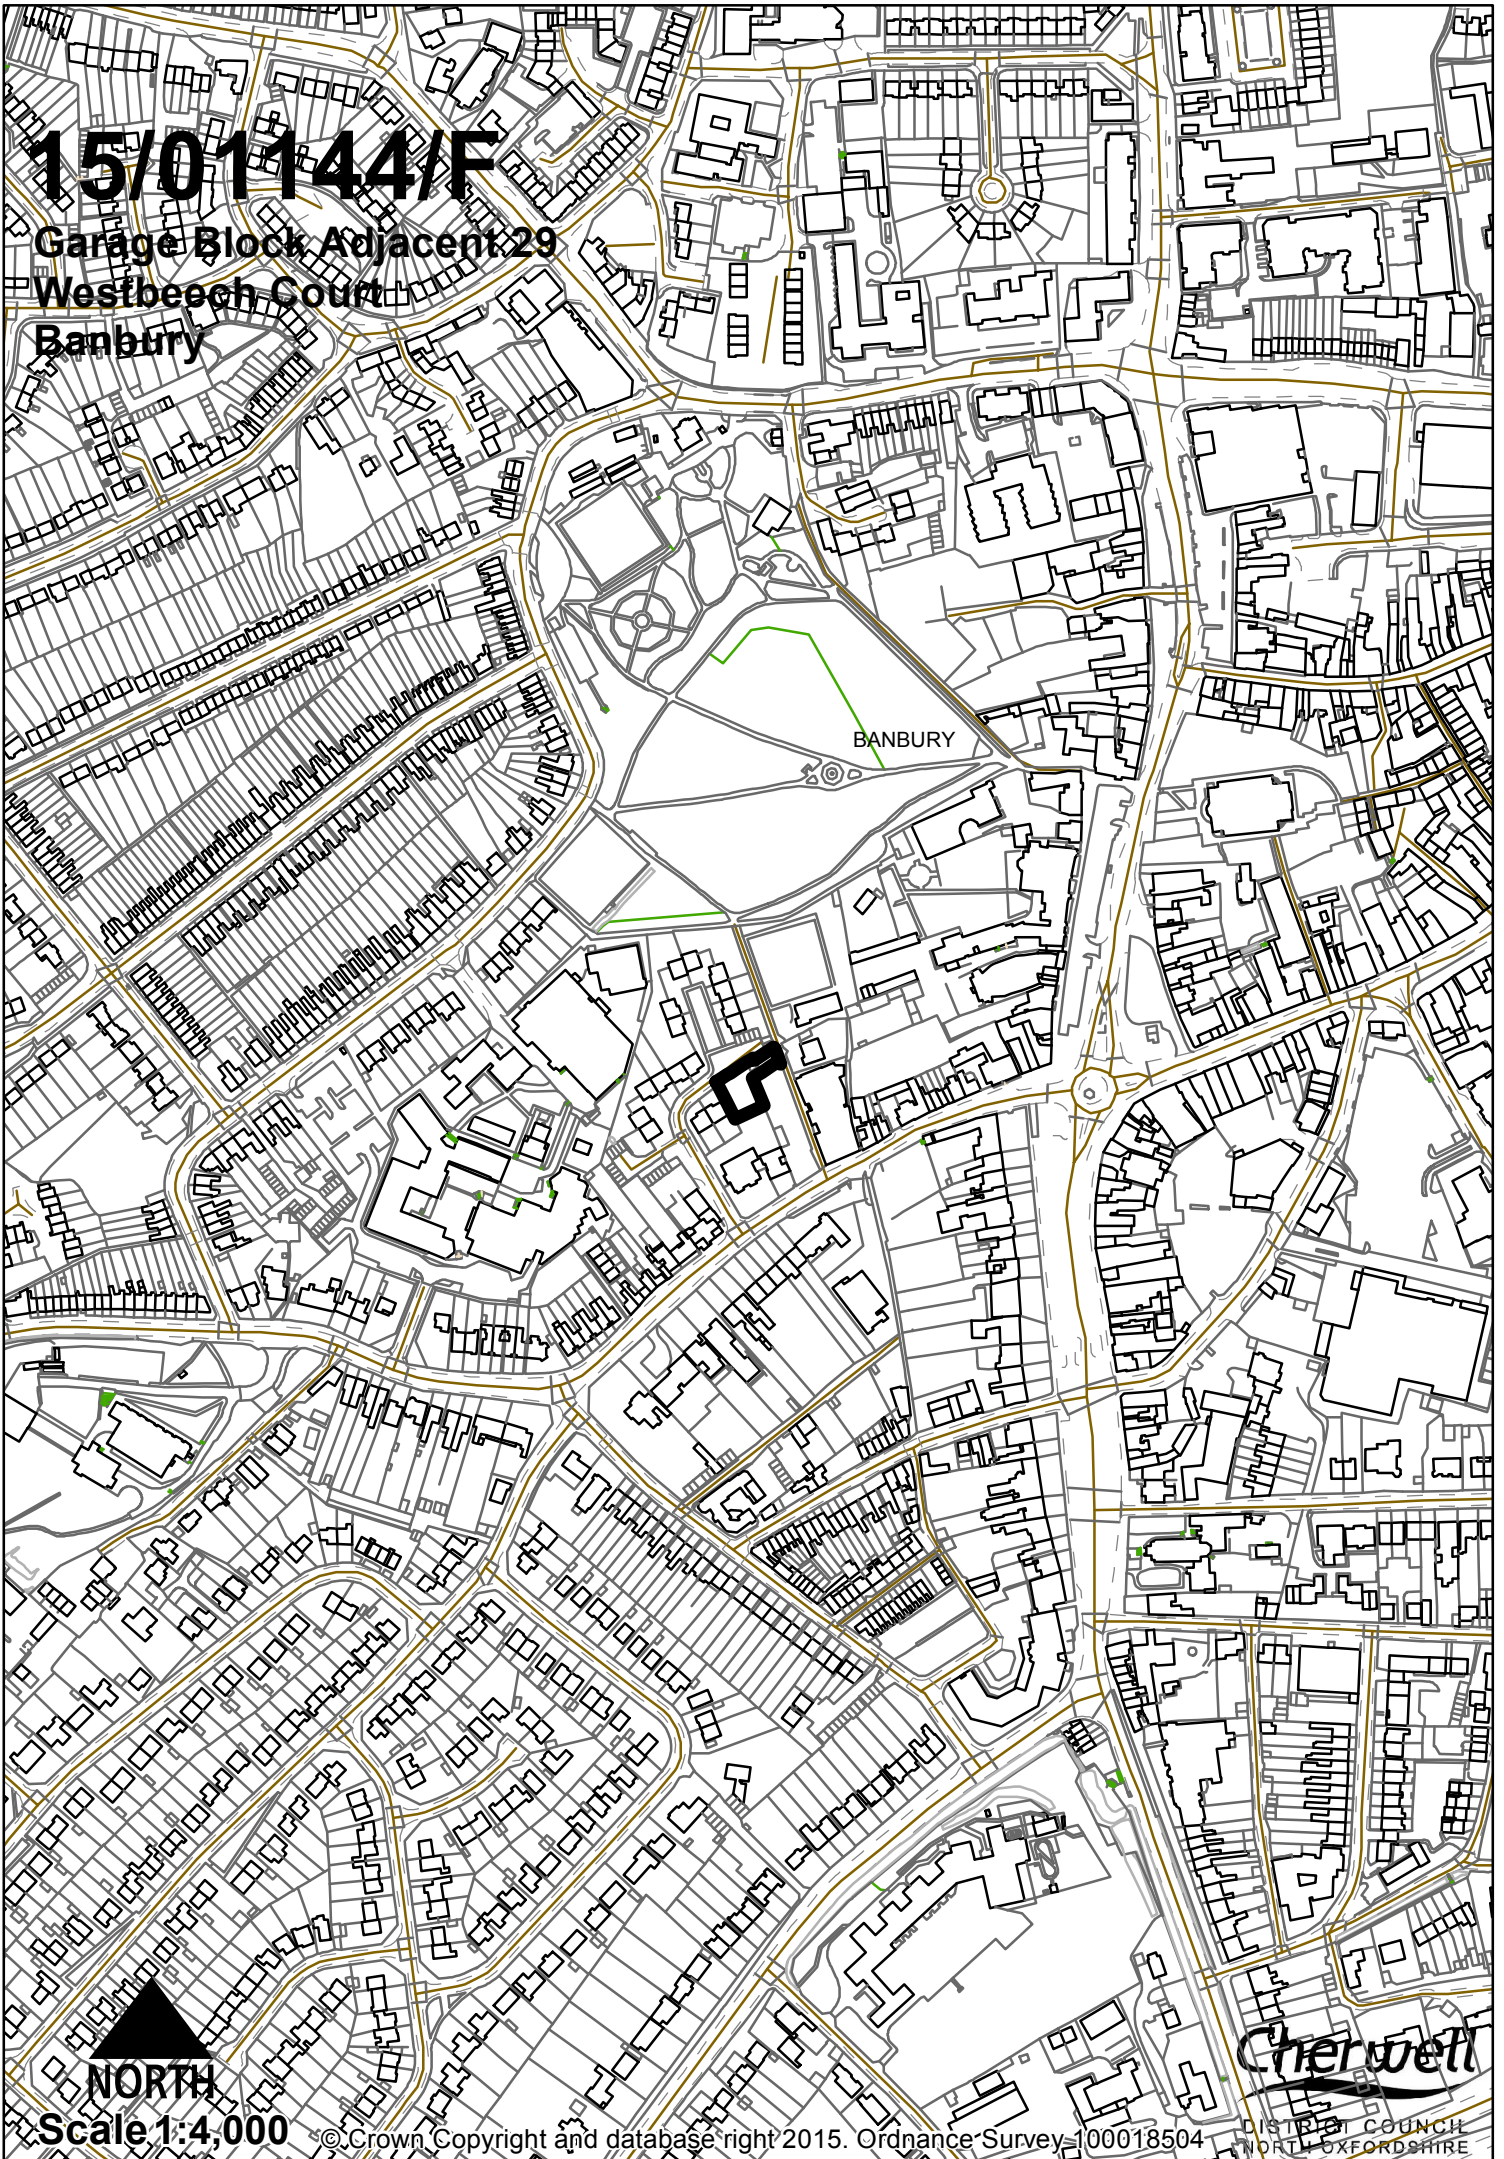 15/01144/F
Garage Block Adjacent 29
Westbeech Court
Banbury
BANBURY
NORTH
Scale 1:4,000
© Crown Copyright and database right 2015. Ordnance Survey 100018504
Cherwell
DISTRICT COUNCIL
NORTH OXFORDSHIRE